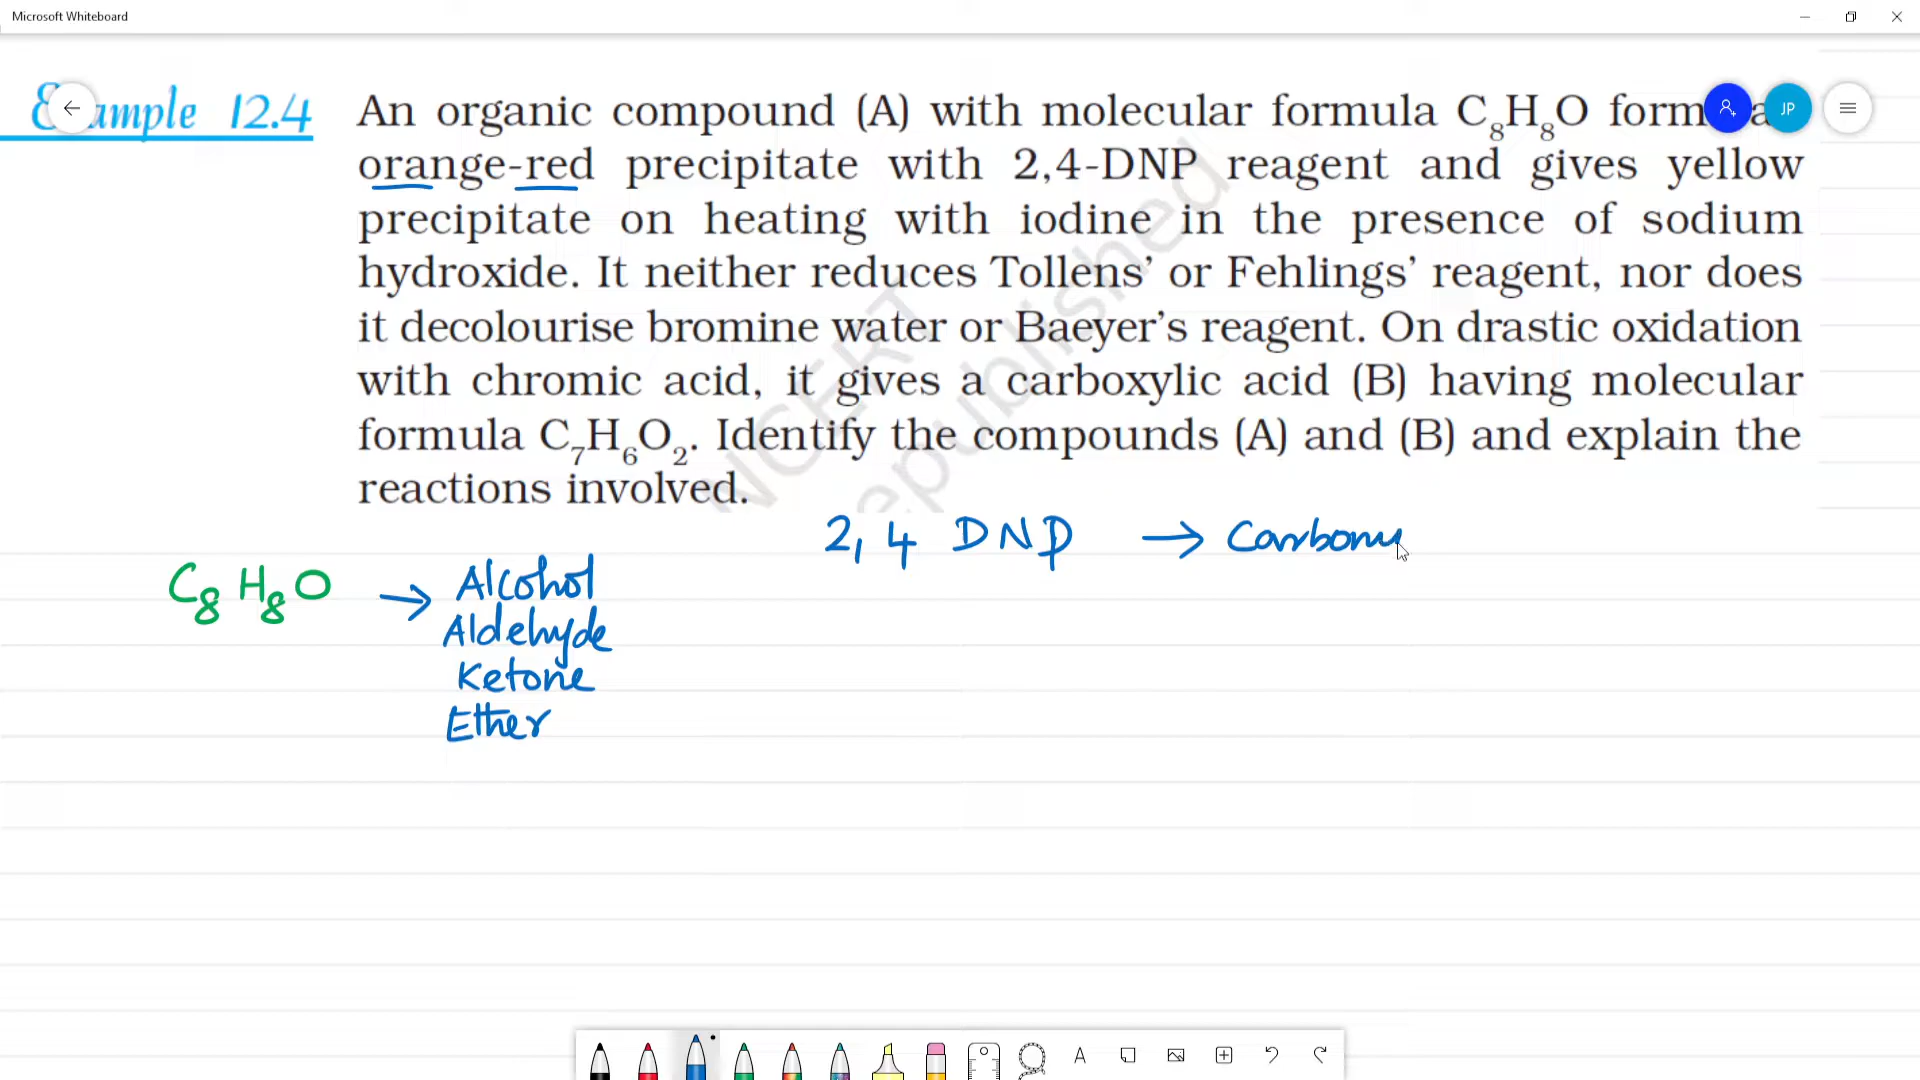 Microsoft Whiteboard
Example 12.4
An organic compound (A) with molecular formula C₈H₈O form a
orange-red precipitate with 2,4-DNP reagent and gives yellow
precipitate on heating with iodine in the presence of sodium
hydroxide. It neither reduces Tollens’ or Fehlings’ reagent, nor does
it decolourise bromine water or Baeyer’s reagent. On drastic oxidation
with chromic acid, it gives a carboxylic acid (B) having molecular
formula C₇H₆O₂. Identify the compounds (A) and (B) and explain the
reactions involved.
JP
NCERT
republished
2,4 DNP → Carbony
C₈H₈O → Alcohol
Aldehyde
Ketone
Ether
A